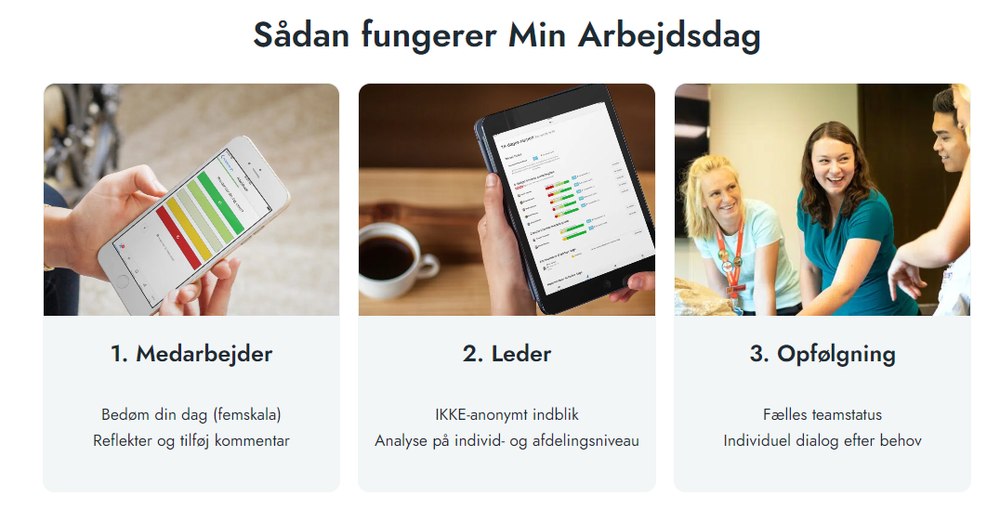 Sådan fungerer Min Arbejdsdag
1. Medarbejder
Bedøm din dag (femskala)
Reflekter og tilføj kommentar
2. Leder
IKKE-anonymt indblik
Analyse på individ- og afdelingsniveau
3. Opfølgning
Fælles teamstatus
Individuel dialog efter behov